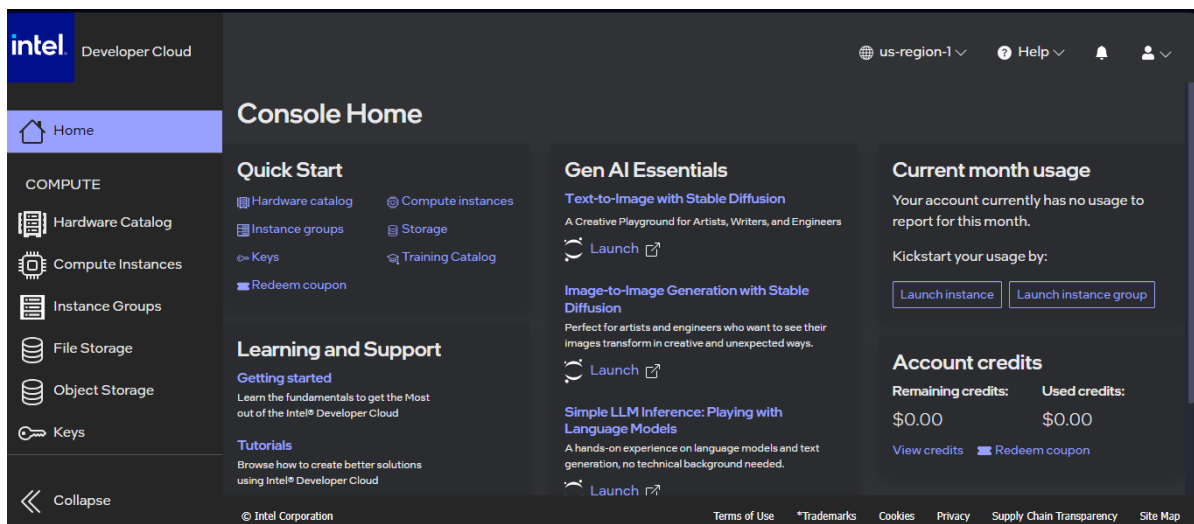 intel.
Developer Cloud
us-region-1
Help
Home
COMPUTE
Hardware Catalog
Compute Instances
Instance Groups
File Storage
Object Storage
Keys
Collapse
Console Home
Quick Start
Hardware catalog
Compute instances
Instance groups
Storage
Keys
Training Catalog
Redeem coupon
Learning and Support
Getting started
Learn the fundamentals to get the Most
out of the Intel® Developer Cloud
Tutorials
Browse how to create better solutions
using Intel® Developer Cloud
Gen AI Essentials
Text-to-Image with Stable Diffusion
A Creative Playground for Artists, Writers, and Engineers
Launch
Image-to-Image Generation with Stable
Diffusion
Perfect for artists and engineers who want to see their
images transform in creative and unexpected ways.
Launch
Simple LLM Inference: Playing with
Language Models
A hands-on experience on language models and text
generation, no technical background needed.
Launch
Current month usage
Your account currently has no usage to
report for this month.
Kickstart your usage by:
Launch instance
Launch instance group
Account credits
Remaining credits:
Used credits:
$0.00
$0.00
View credits
Redeem coupon
© Intel Corporation
Terms of Use
*Trademarks
Cookies
Privacy
Supply Chain Transparency
Site Map